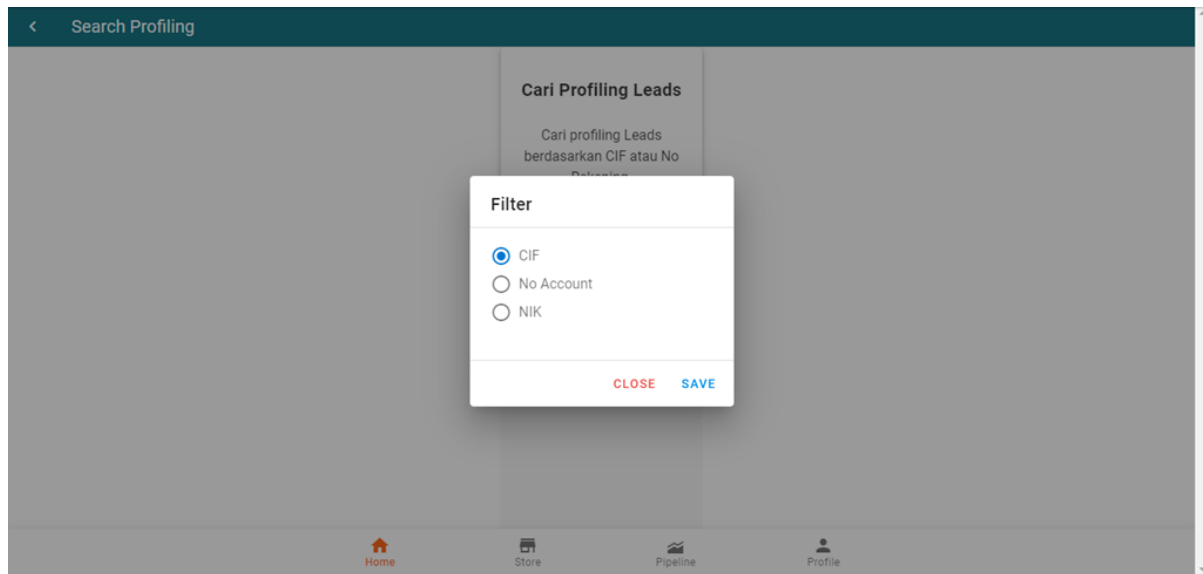 Search Profiling
Cari Profiling Leads
Cari profiling Leads
berdasarkan CIF atau No
Rekening
Filter
CIF
No Account
NIK
CLOSE SAVE
Home Store Pipeline Profile